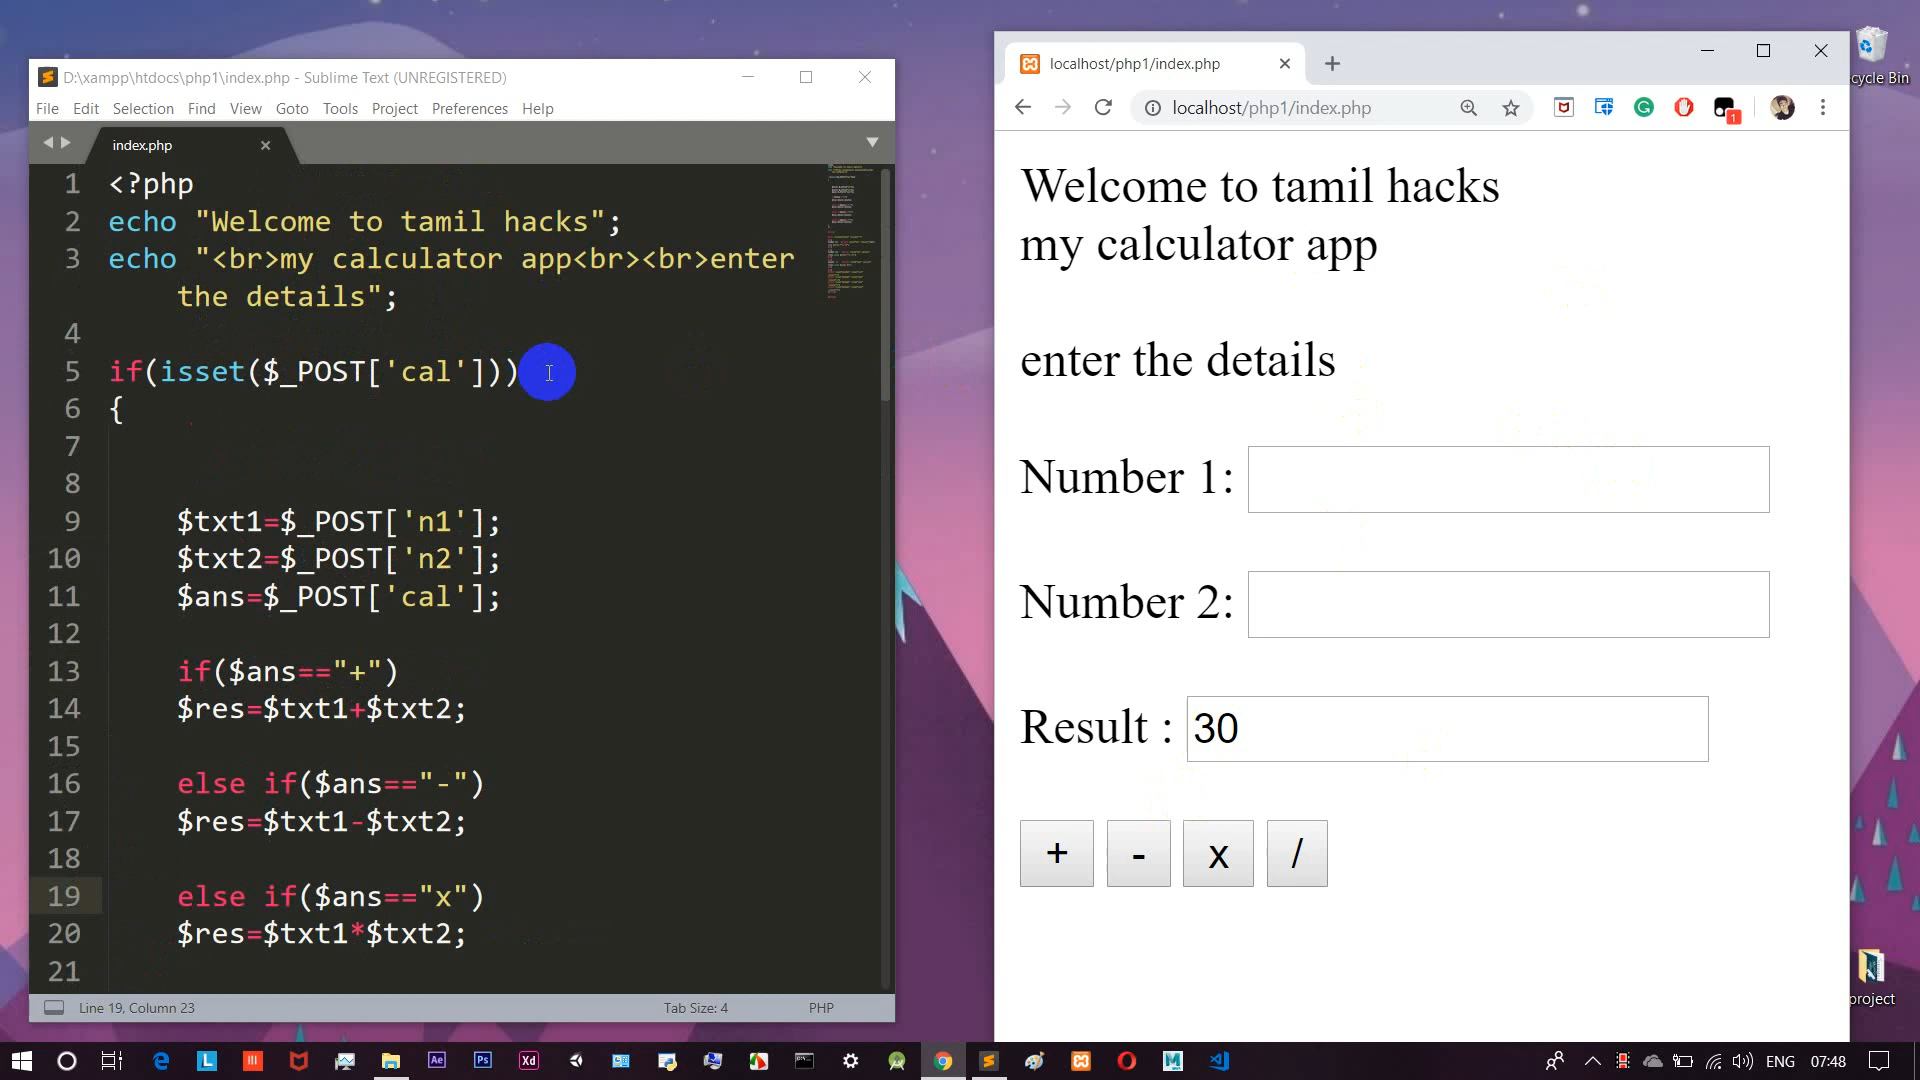 D:\xampp\htdocs\php1\index.php - Sublime Text (UNREGISTERED)
File Edit Selection Find View Goto Tools Project Preferences Help
index.php
1 <?php
2 echo "Welcome to tamil hacks";
3 echo "<br>my calculator app<br><br>enter
the details";
4
5 if(isset($_POST['cal']))
6 {
7
8
9 $txt1=$_POST['n1'];
10 $txt2=$_POST['n2'];
11 $ans=$_POST['cal'];
12
13 if($ans=="+")
14 $res=$txt1+$txt2;
15
16 else if($ans=="-")
17 $res=$txt1-$txt2;
18
19 else if($ans=="x")
20 $res=$txt1*$txt2;
21
Line 19, Column 23 Tab Size: 4 PHP
localhost/php1/index.php
localhost/php1/index.php
1
Welcome to tamil hacks
my calculator app
enter the details
Number 1:
Number 2:
Result : 30
+ - x /
cycle Bin
project
L Ae Ps Xd
ENG 07:48